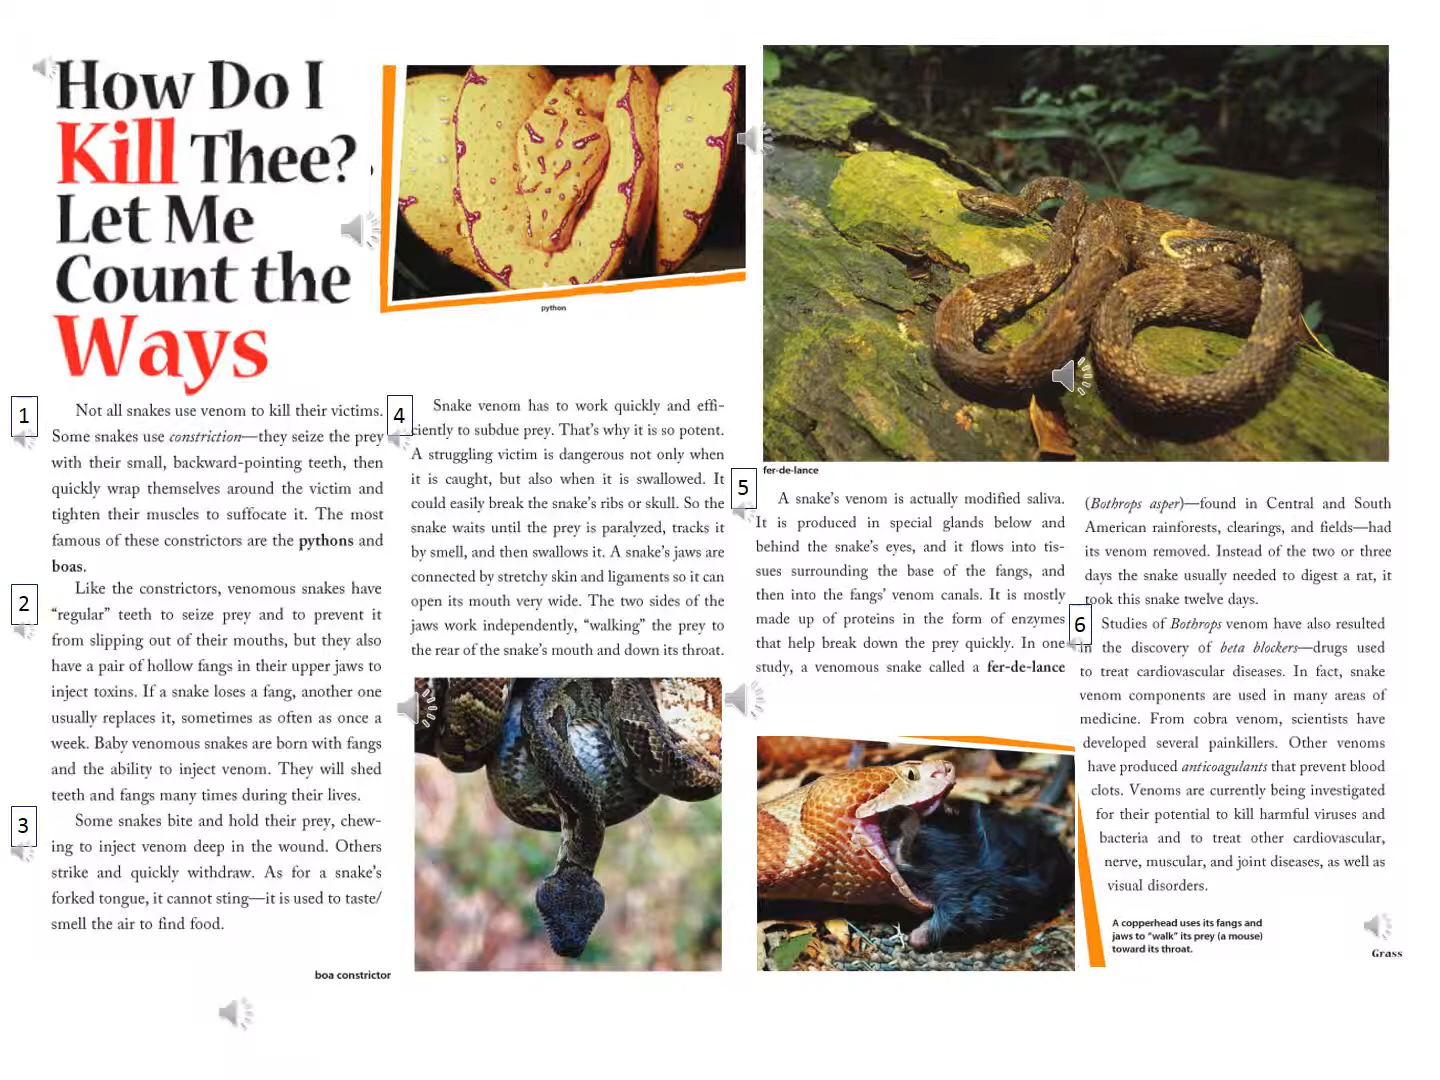 How Do I
Kill Thee?
Let Me
Count the
Ways
python
1
Not all snakes use venom to kill their victims.
Some snakes use constriction—they seize the prey
with their small, backward-pointing teeth, then
quickly wrap themselves around the victim and
tighten their muscles to suffocate it. The most
famous of these constrictors are the pythons and
boas.
2
Like the constrictors, venomous snakes have
“regular” teeth to seize prey and to prevent it
from slipping out of their mouths, but they also
have a pair of hollow fangs in their upper jaws to
inject toxins. If a snake loses a fang, another one
usually replaces it, sometimes as often as once a
week. Baby venomous snakes are born with fangs
and the ability to inject venom. They will shed
teeth and fangs many times during their lives.
3
Some snakes bite and hold their prey, chew-
ing to inject venom deep in the wound. Others
strike and quickly withdraw. As for a snake’s
forked tongue, it cannot sting—it is used to taste/
smell the air to find food.
boa constrictor
4
Snake venom has to work quickly and effi-
ciently to subdue prey. That’s why it is so potent.
A struggling victim is dangerous not only when
it is caught, but also when it is swallowed. It
could easily break the snake’s ribs or skull. So the
snake waits until the prey is paralyzed, tracks it
by smell, and then swallows it. A snake’s jaws are
connected by stretchy skin and ligaments so it can
open its mouth very wide. The two sides of the
jaws work independently, “walking” the prey to
the rear of the snake’s mouth and down its throat.
fer-de-lance
5
A snake’s venom is actually modified saliva.
It is produced in special glands below and
behind the snake’s eyes, and it flows into tis-
sues surrounding the base of the fangs, and
then into the fangs’ venom canals. It is mostly
made up of proteins in the form of enzymes
that help break down the prey quickly. In one
study, a venomous snake called a fer-de-lance
(Bothrops asper)—found in Central and South
American rainforests, clearings, and fields—had
its venom removed. Instead of the two or three
days the snake usually needed to digest a rat, it
took this snake twelve days.
6
Studies of Bothrops venom have also resulted
in the discovery of beta blockers—drugs used
to treat cardiovascular diseases. In fact, snake
venom components are used in many areas of
medicine. From cobra venom, scientists have
developed several painkillers. Other venoms
have produced anticoagulants that prevent blood
clots. Venoms are currently being investigated
for their potential to kill harmful viruses and
bacteria and to treat other cardiovascular,
nerve, muscular, and joint diseases, as well as
visual disorders.
A copperhead uses its fangs and
jaws to “walk” its prey (a mouse)
toward its throat.
Grass